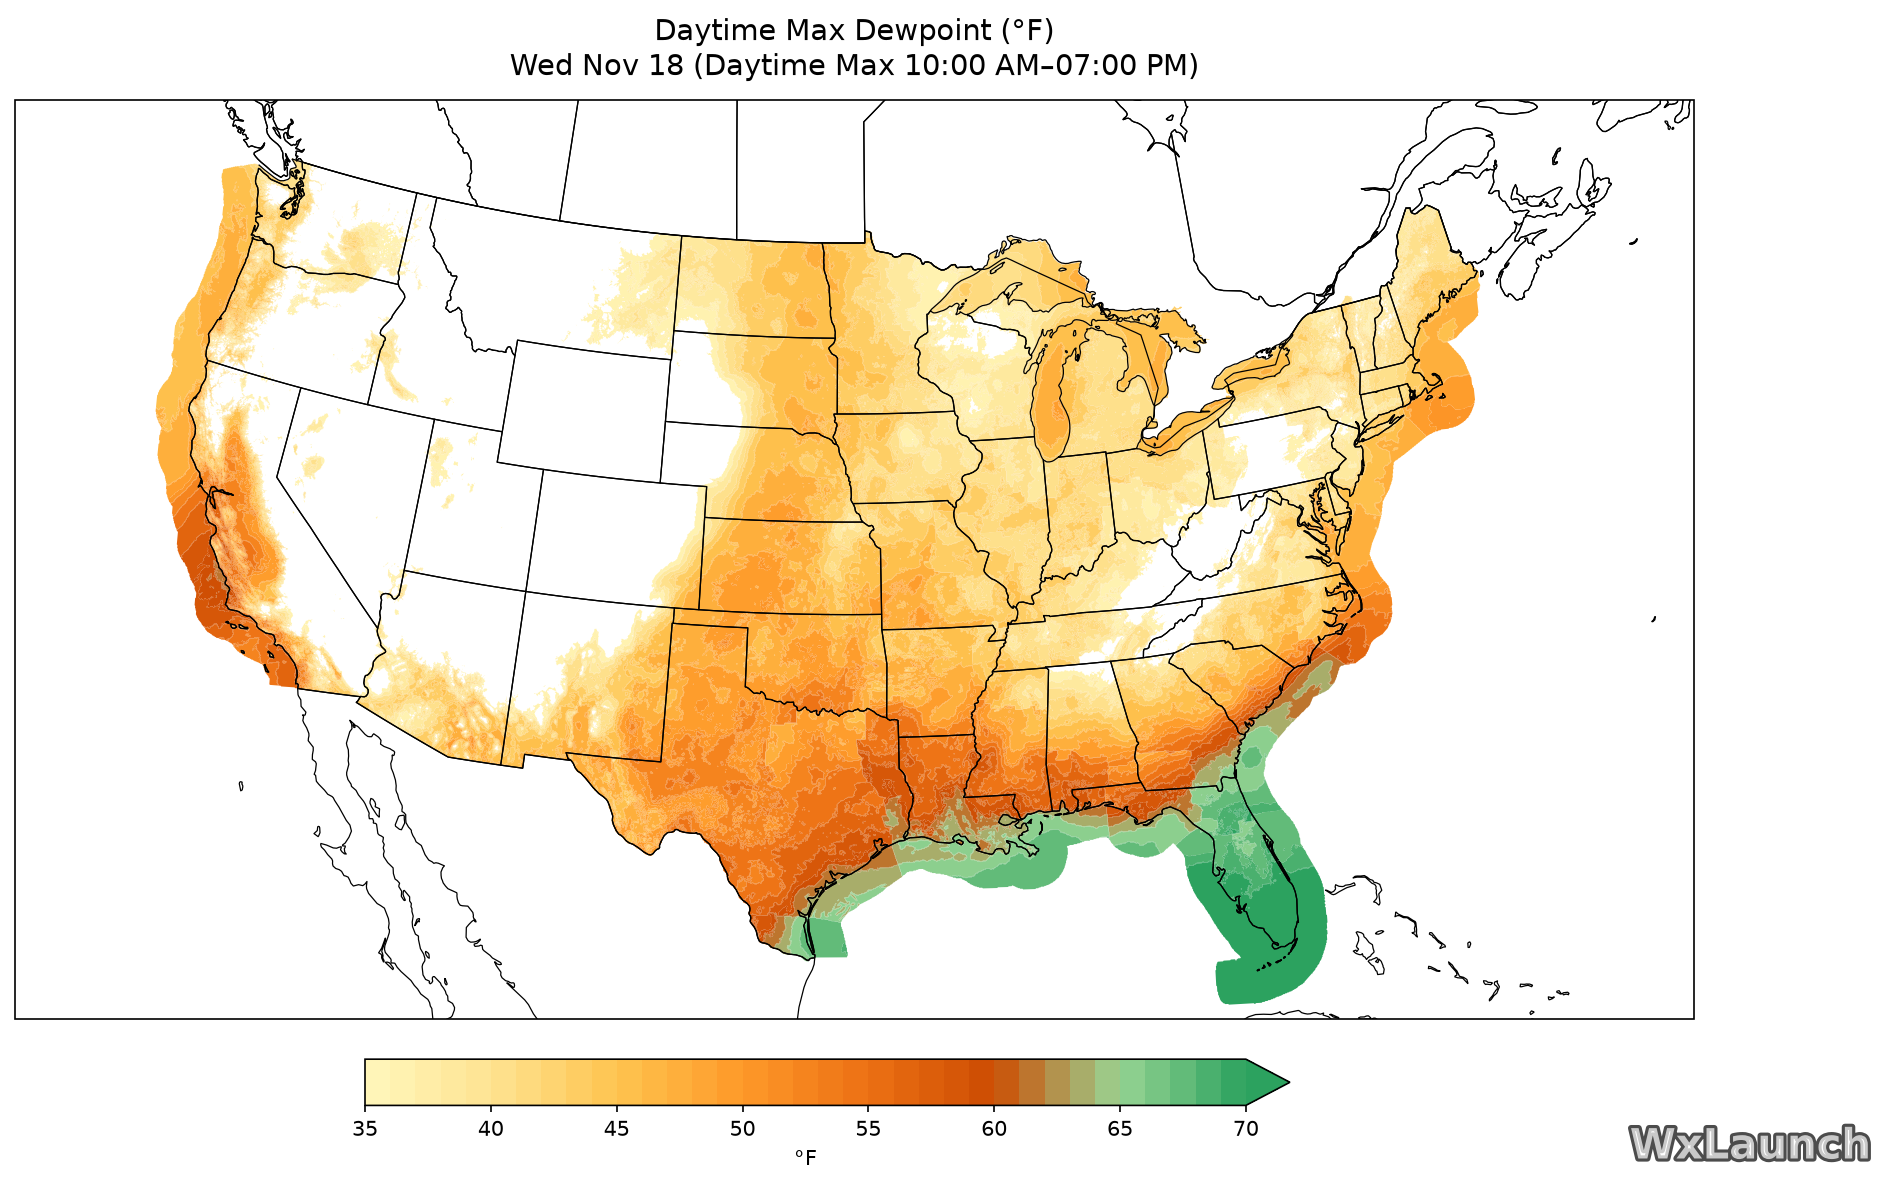 Daytime Max Dewpoint (°F)
Wed Nov 18 (Daytime Max 10:00 AM–07:00 PM)
35 40 45 50 55 60 65 70
°F
WxLaunch